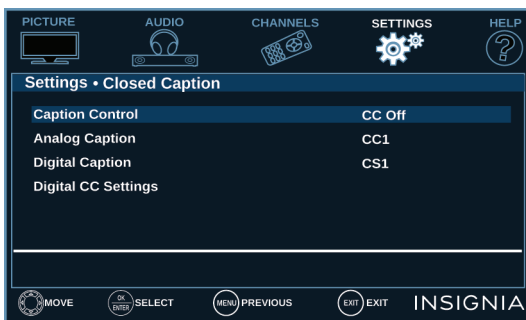 PICTURE AUDIO CHANNELS SETTINGS HELP
Settings • Closed Caption
Caption Control CC Off
Analog Caption CC1
Digital Caption CS1
Digital CC Settings
MOVE OK ENTER SELECT MENU PREVIOUS EXIT EXIT INSIGNIA